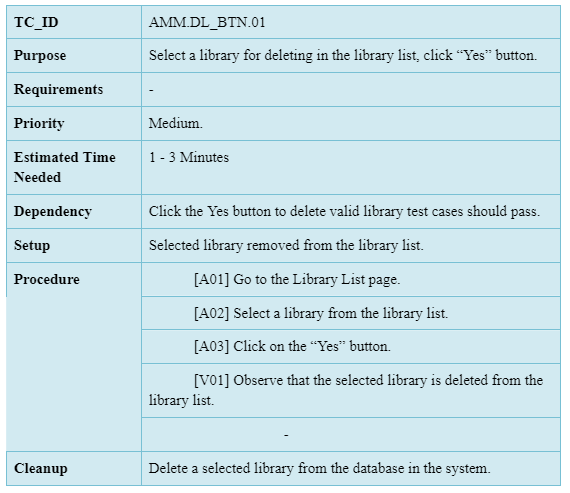 TC_ID AMM.DL_BTN.01
Purpose Select a library for deleting in the library list, click “Yes” button.
Requirements -
Priority Medium.
Estimated Time 1 - 3 Minutes
Needed
Dependency Click the Yes button to delete valid library test cases should pass.
Setup Selected library removed from the library list.
Procedure [A01] Go to the Library List page.
[A02] Select a library from the library list.
[A03] Click on the “Yes” button.
[V01] Observe that the selected library is deleted from the
library list.
-
Cleanup Delete a selected library from the database in the system.